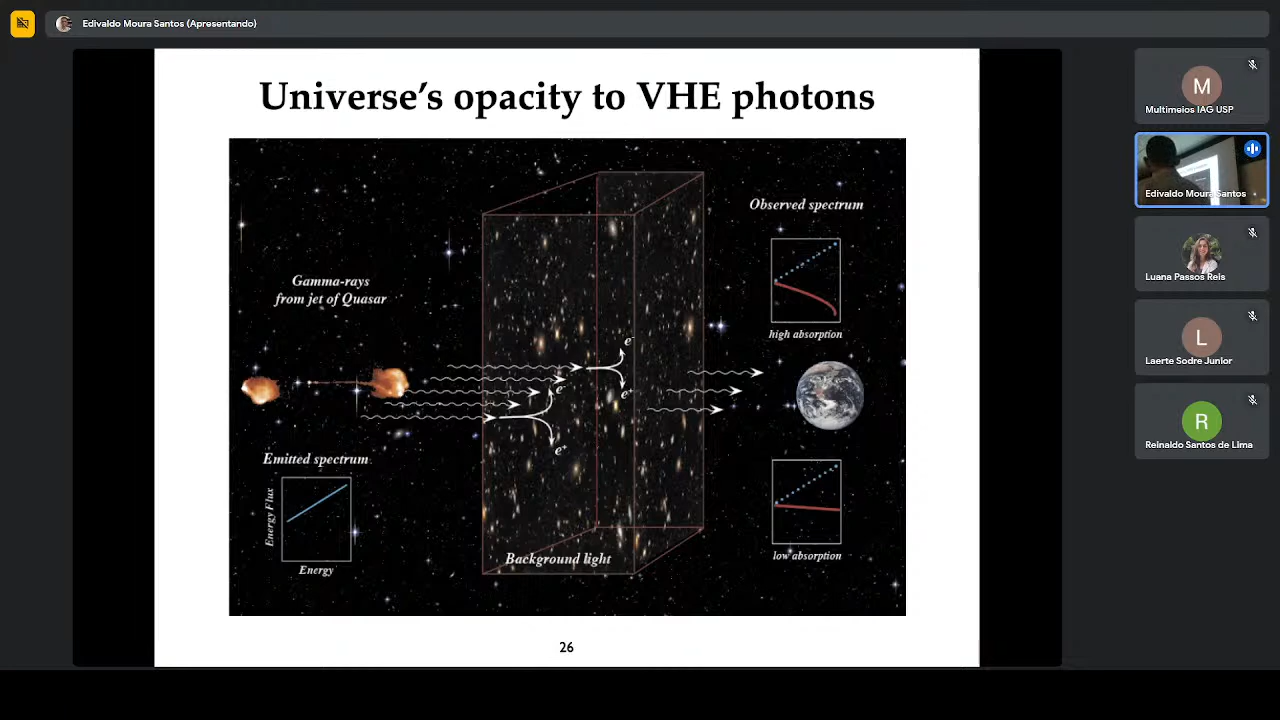 Edivaldo Moura Santos (Apresentando)
Universe's opacity to VHE photons
Observed spectrum
Gamma-rays
from jet of Quasar
high absorption
e-
e+
e-
e+
Emitted spectrum
Energy Flux
Energy
Background light
low absorption
26
M
Multimeios IAG USP
Edivaldo Moura Santos
Luana Passos Reis
L
Laerte Sodre Junior
R
Reinaldo Santos de Lima